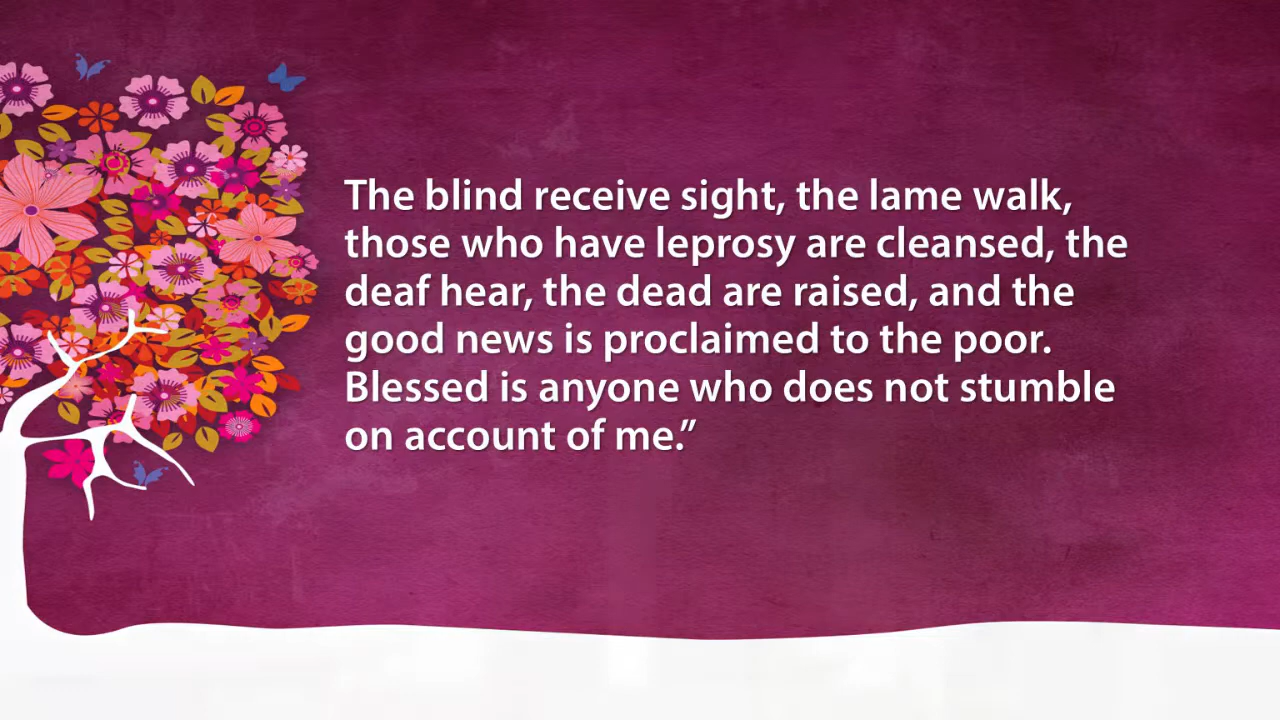 The blind receive sight, the lame walk,
those who have leprosy are cleansed, the
deaf hear, the dead are raised, and the
good news is proclaimed to the poor.
Blessed is anyone who does not stumble
on account of me.”